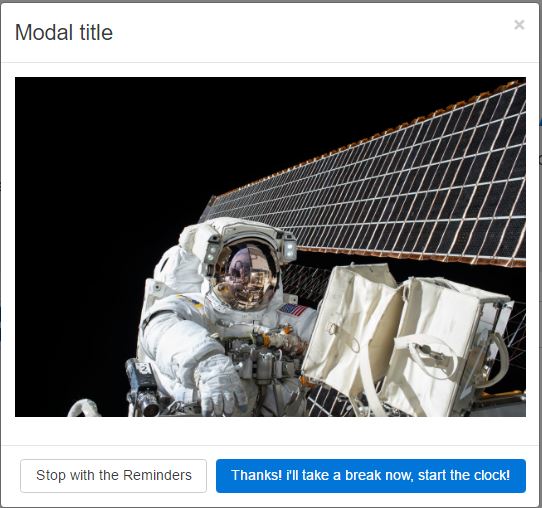 Modal title
×
Stop with the Reminders
Thanks! i'll take a break now, start the clock!